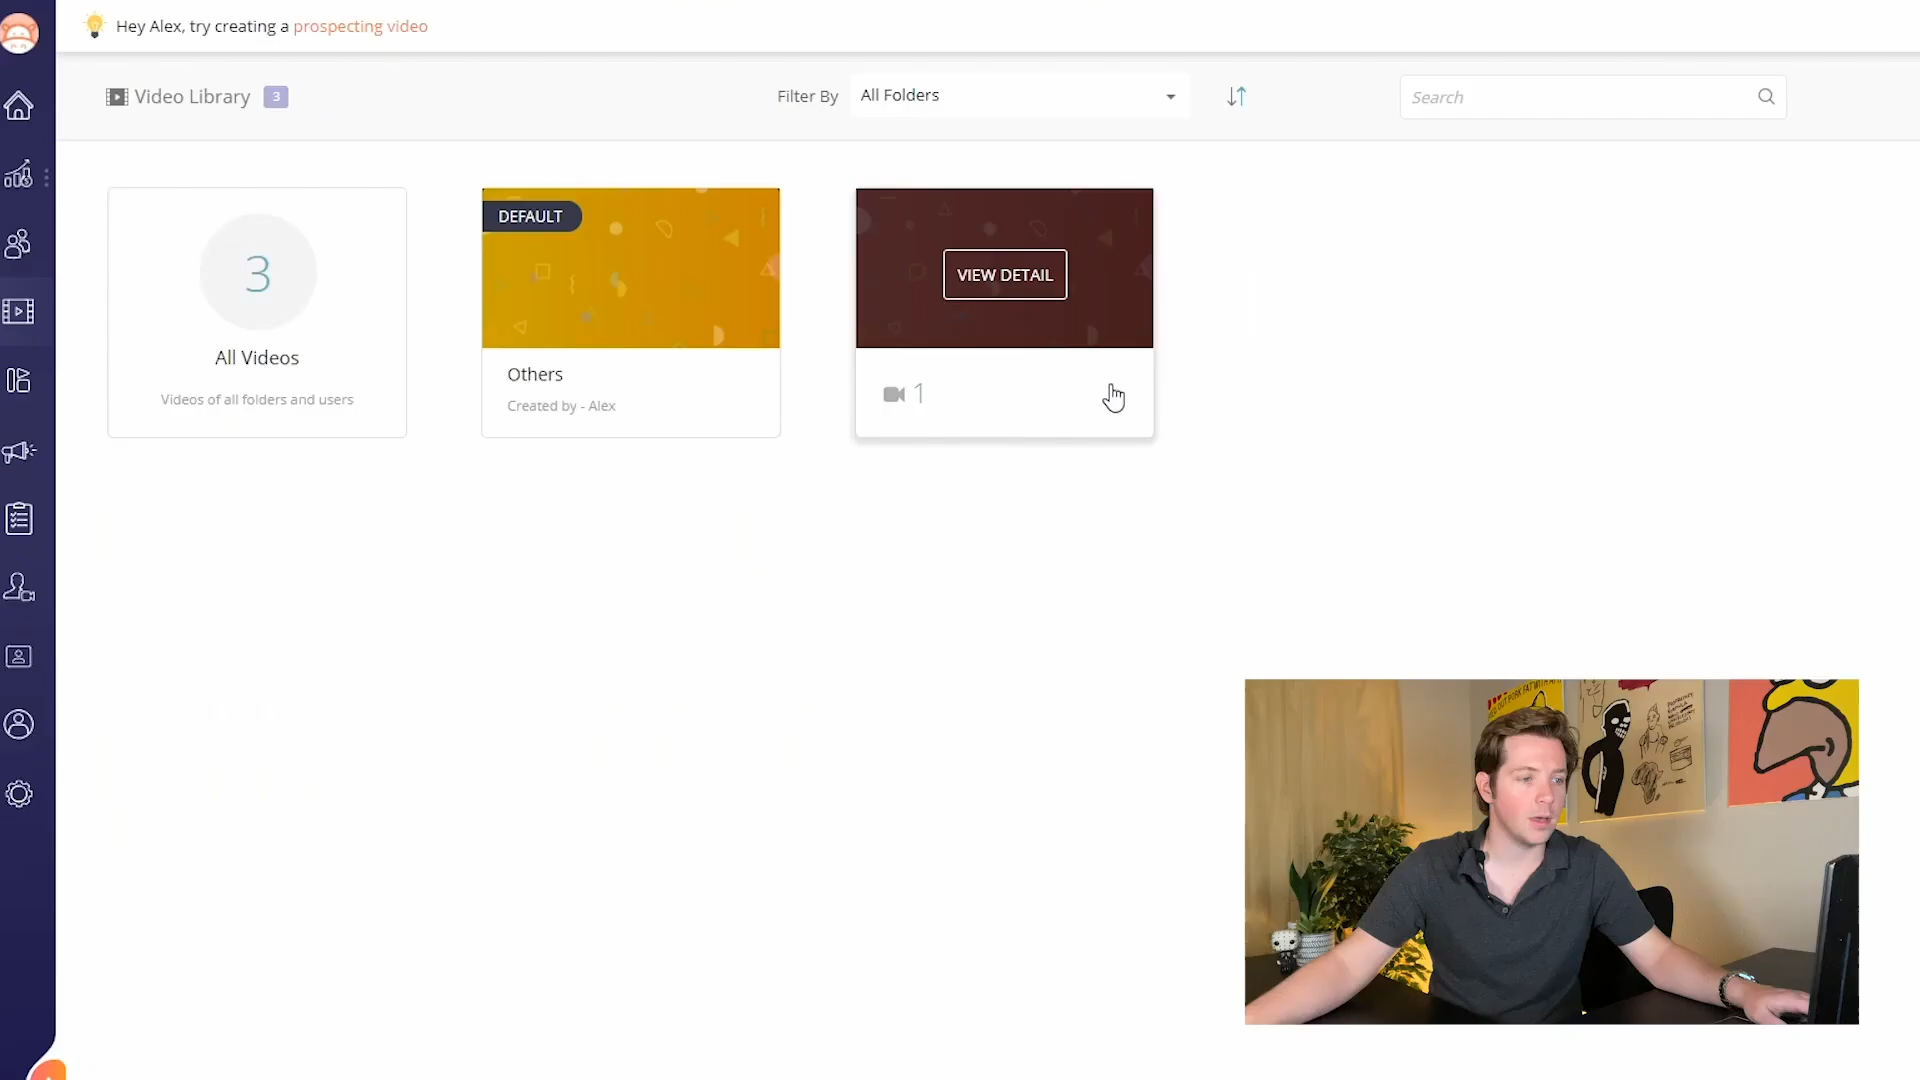 Hey Alex, try creating a prospecting video
Video Library 3
Filter By All Folders
Search
3
All Videos
Videos of all folders and users
DEFAULT
Others
Created by - Alex
VIEW DETAIL
1